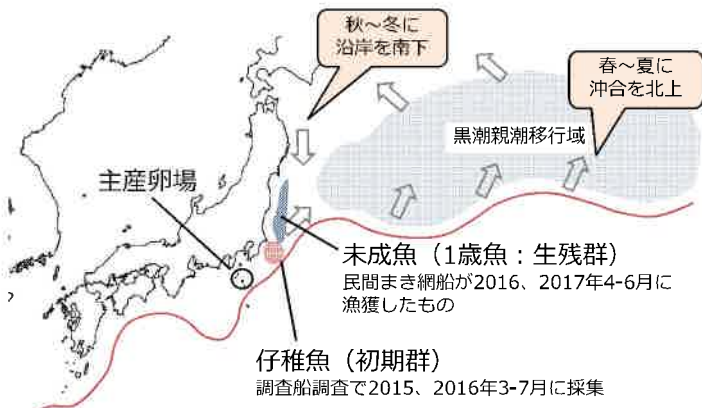 秋~冬に
沿岸を南下
春~夏に
沖合を北上
黒潮親潮移行域
主産卵場
未成魚（1歳魚：生残群）
民間まき網船が2016、2017年4-6月に
漁獲したもの
仔稚魚（初期群）
調査船調査で2015、2016年3-7月に採集